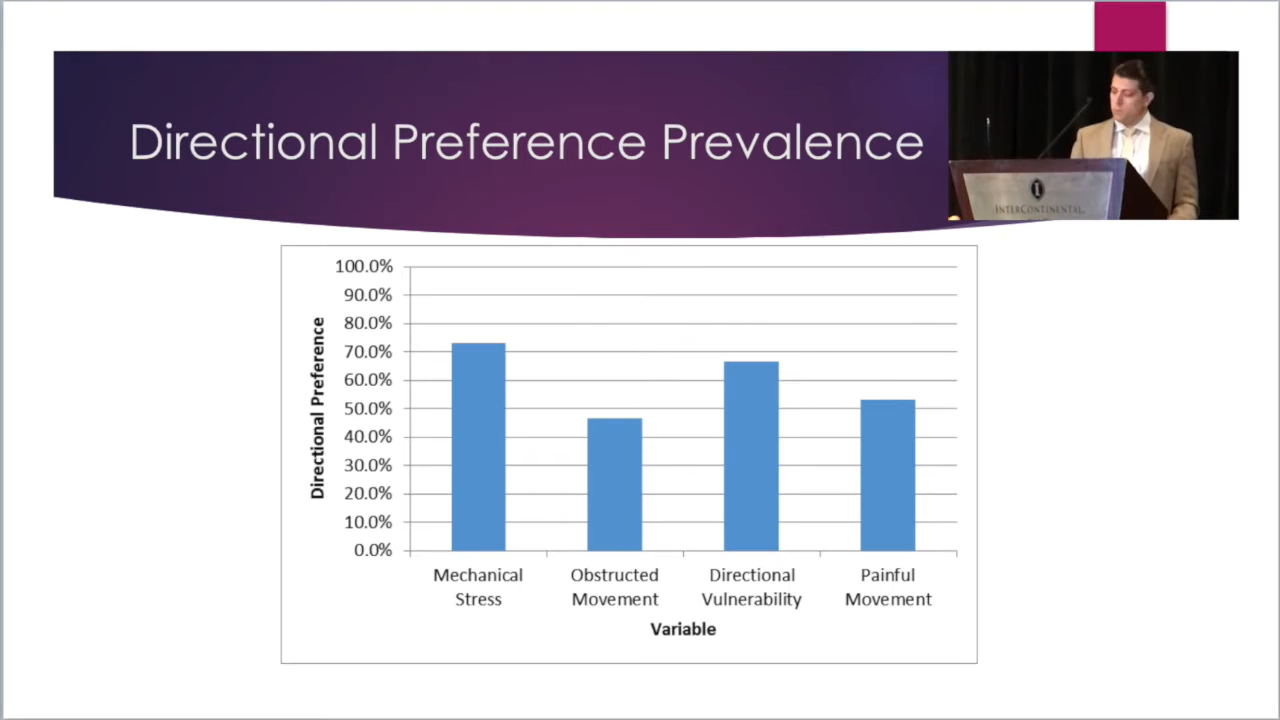 Directional Preference Prevalence
INTERCONTINENTAL
100.0%
90.0%
80.0%
70.0%
60.0%
50.0%
40.0%
30.0%
20.0%
10.0%
0.0%
Directional Preference
Mechanical
Stress
Obstructed
Movement
Directional
Vulnerability
Painful
Movement
Variable